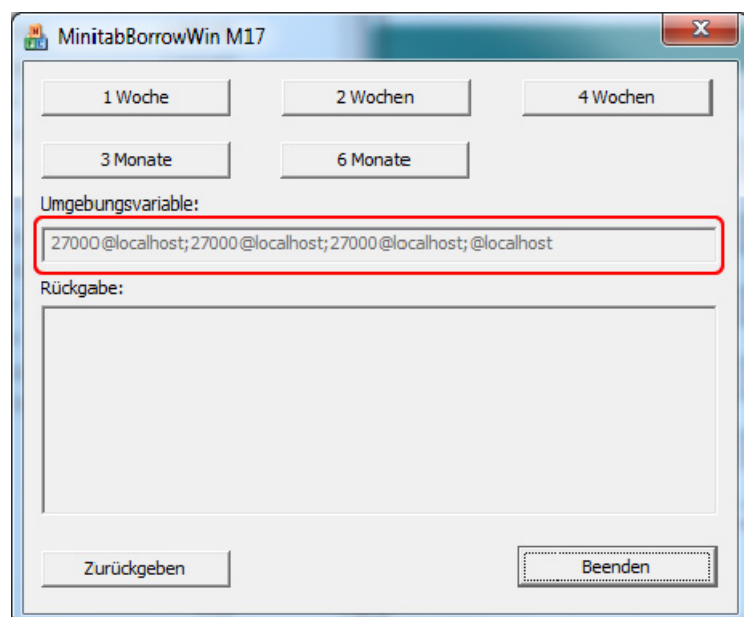 MinitabBorrowWin M17
1 Woche 2 Wochen 4 Wochen
3 Monate 6 Monate
Umgebungsvariable:
27000@localhost;27000@localhost;27000@localhost;@localhost
Rückgabe:
Zurückgeben Beenden